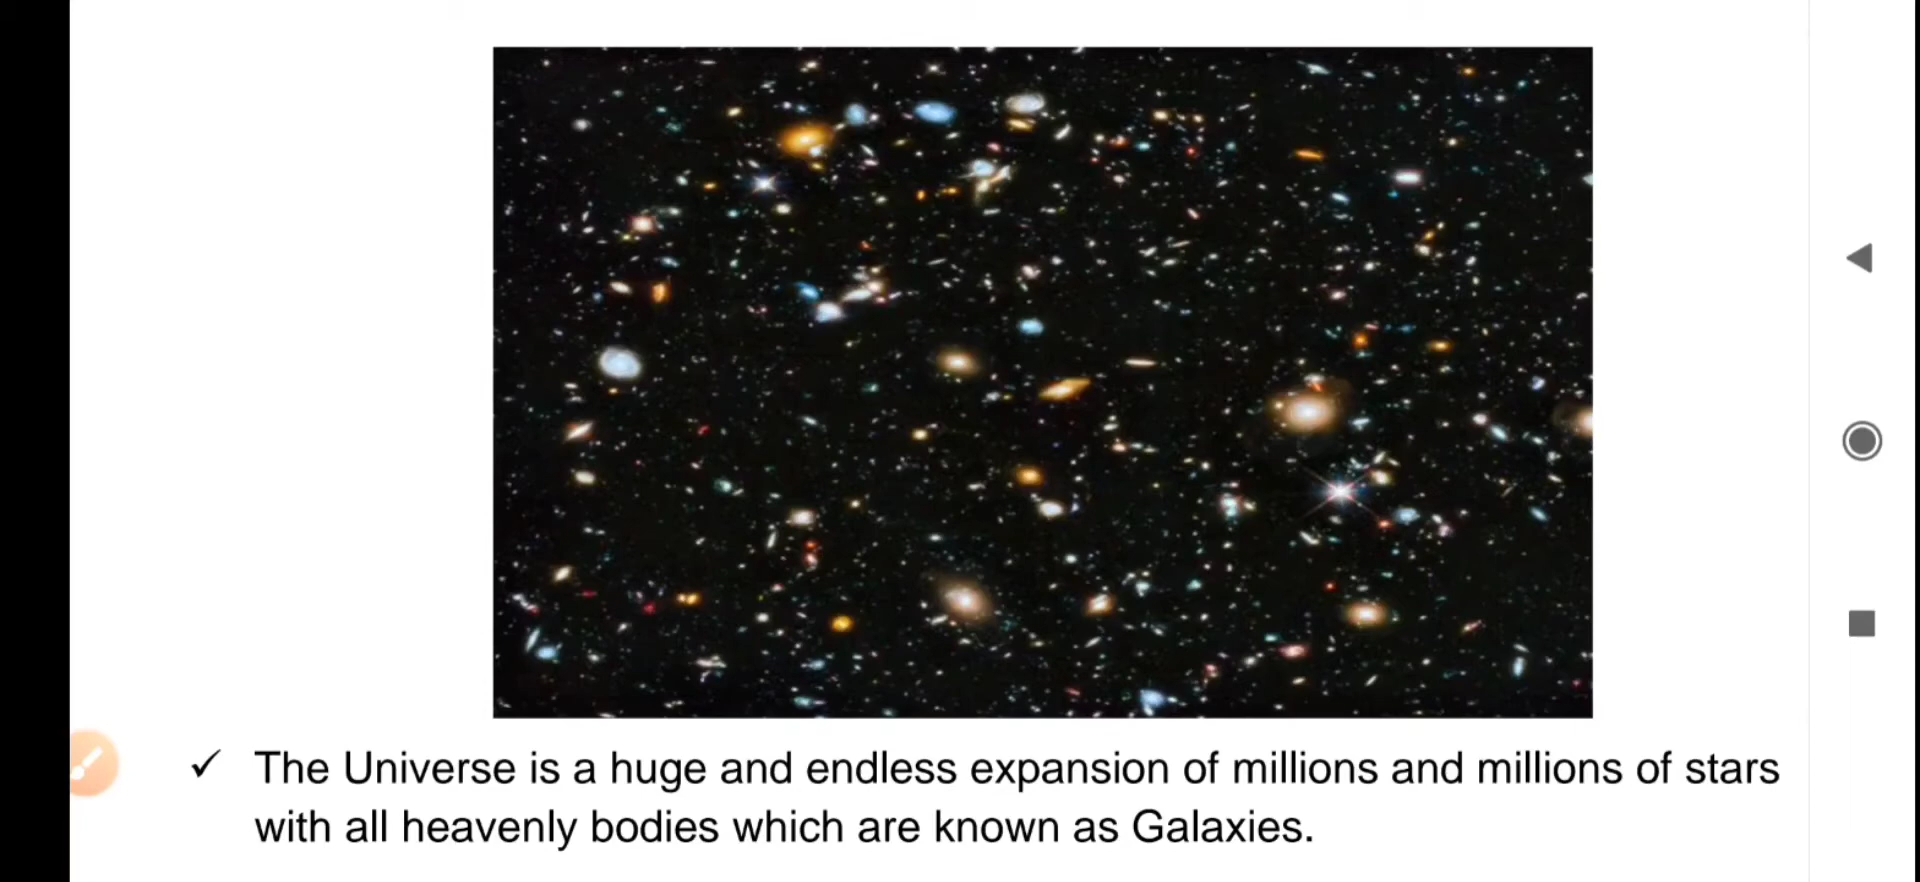 ✓ The Universe is a huge and endless expansion of millions and millions of stars
with all heavenly bodies which are known as Galaxies.